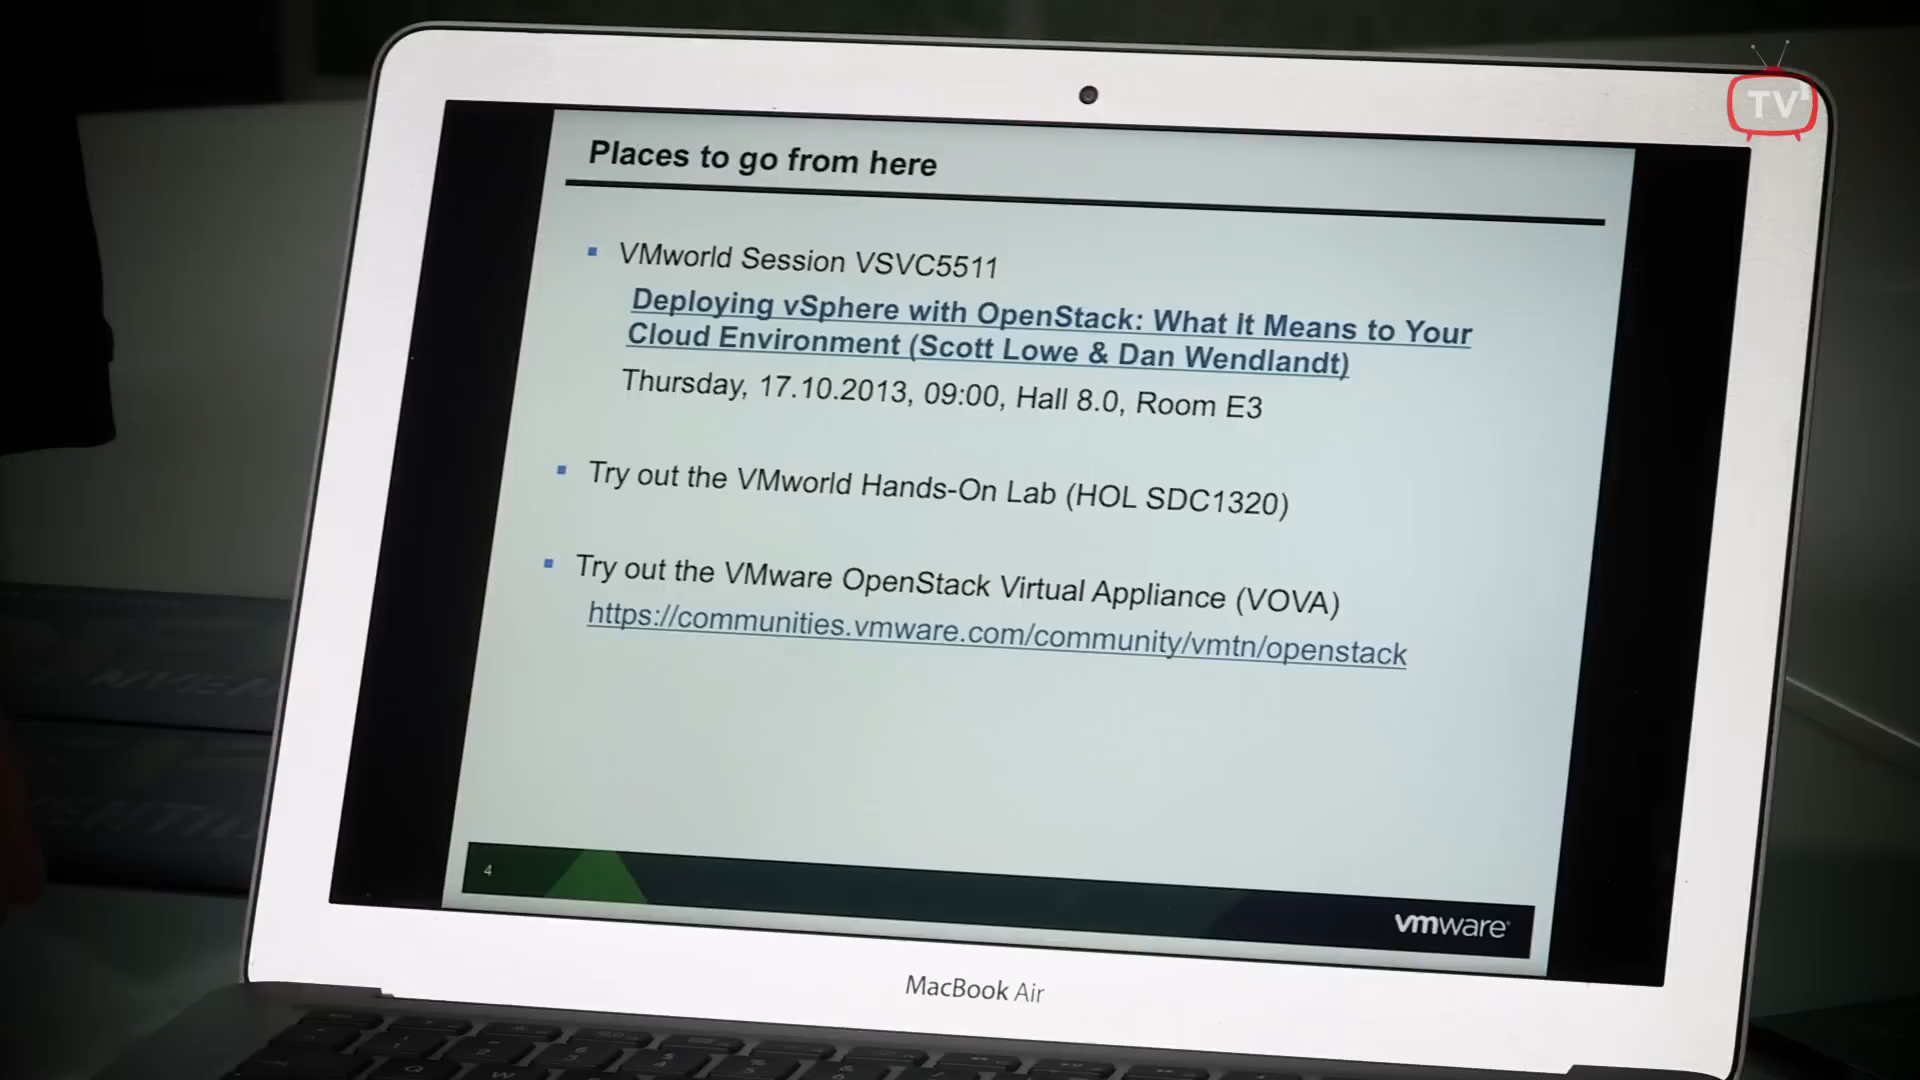 TV
Places to go from here
VMworld Session VSVC5511
Deploying vSphere with OpenStack: What It Means to Your
Cloud Environment (Scott Lowe & Dan Wendlandt)
Thursday, 17.10.2013, 09:00, Hall 8.0, Room E3
Try out the VMworld Hands-On Lab (HOL SDC1320)
Try out the VMware OpenStack Virtual Appliance (VOVA)
https://communities.vmware.com/community/vmtn/openstack
4
vmware
MacBook Air